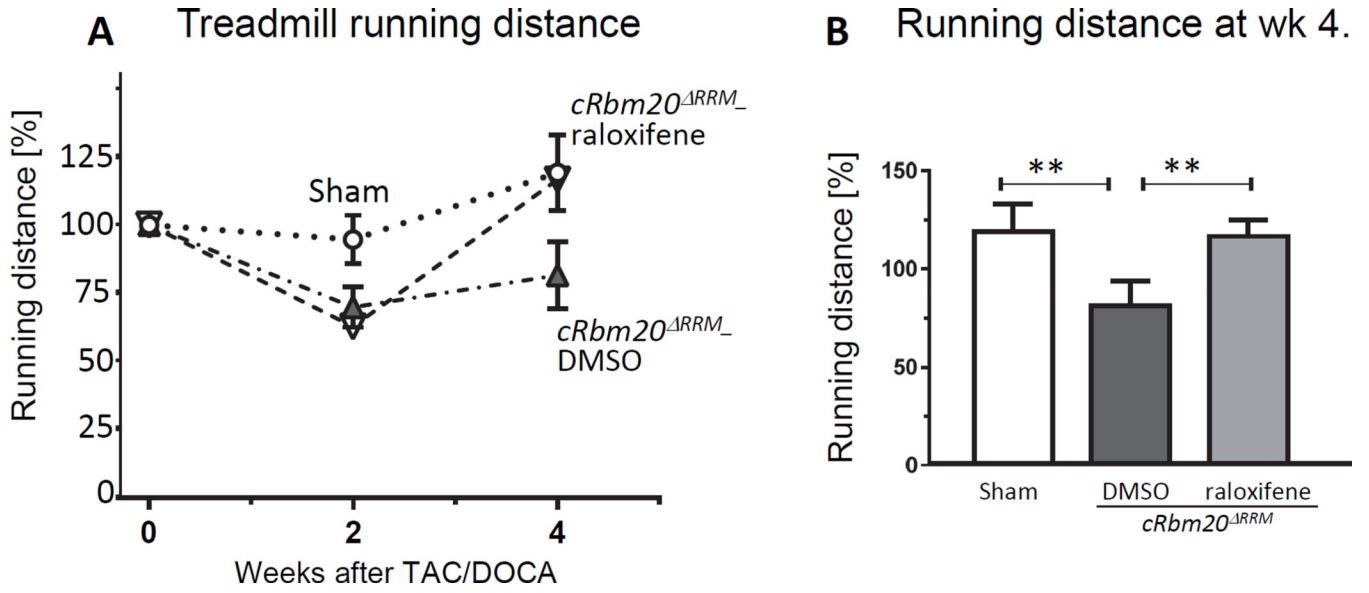 A Treadmill running distance
Running distance [%]
125
100
75
50
25
0
Sham
cRbm20ΔRRM_
raloxifene
cRbm20ΔRRM_
DMSO
0 2 4
Weeks after TAC/DOCA
B Running distance at wk 4.
Running distance [%]
150
100
50
0
** **
Sham DMSO raloxifene
cRbm20ΔRRM